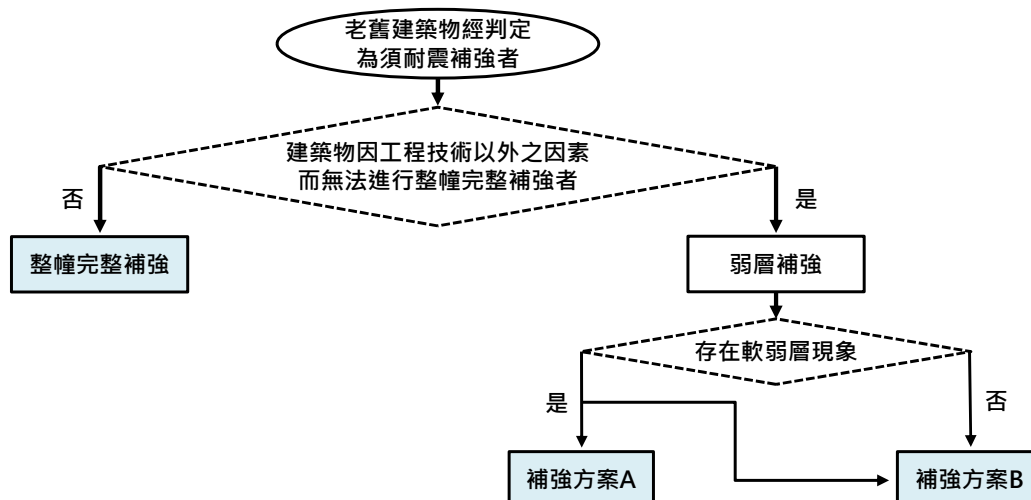 老舊建築物經判定
為須耐震補強者
建築物因工程技術以外之因素
而無法進行整幢完整補強者
否
是
整幢完整補強
弱層補強
存在軟弱層現象
是
否
補強方案A
補強方案B